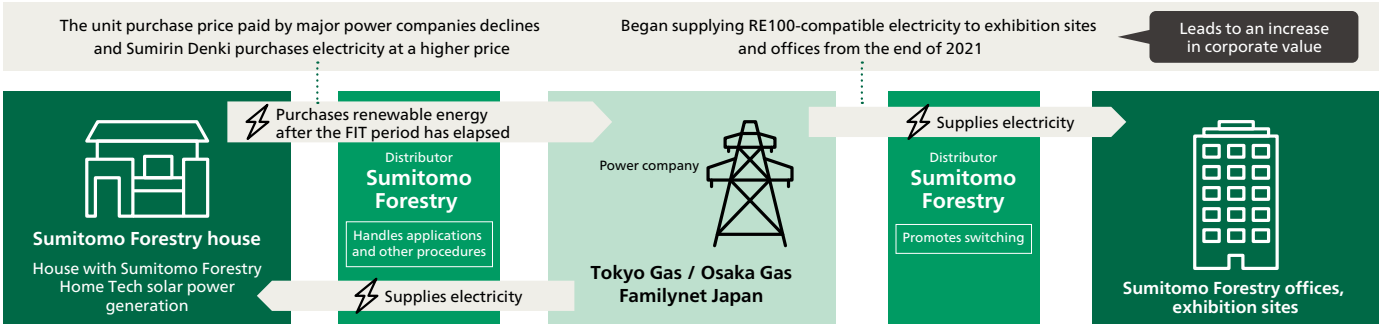 The unit purchase price paid by major power companies declines
and Sumirin Denki purchases electricity at a higher price
Began supplying RE100-compatible electricity to exhibition sites
and offices from the end of 2021
Leads to an increase
in corporate value
Purchases renewable energy
after the FIT period has elapsed
Supplies electricity
Sumitomo Forestry house
House with Sumitomo Forestry
Home Tech solar power
generation
Distributor
Sumitomo
Forestry
Handles applications
and other procedures
Supplies electricity
Power company
Tokyo Gas / Osaka Gas
Familynet Japan
Distributor
Sumitomo
Forestry
Promotes switching
Sumitomo Forestry offices,
exhibition sites